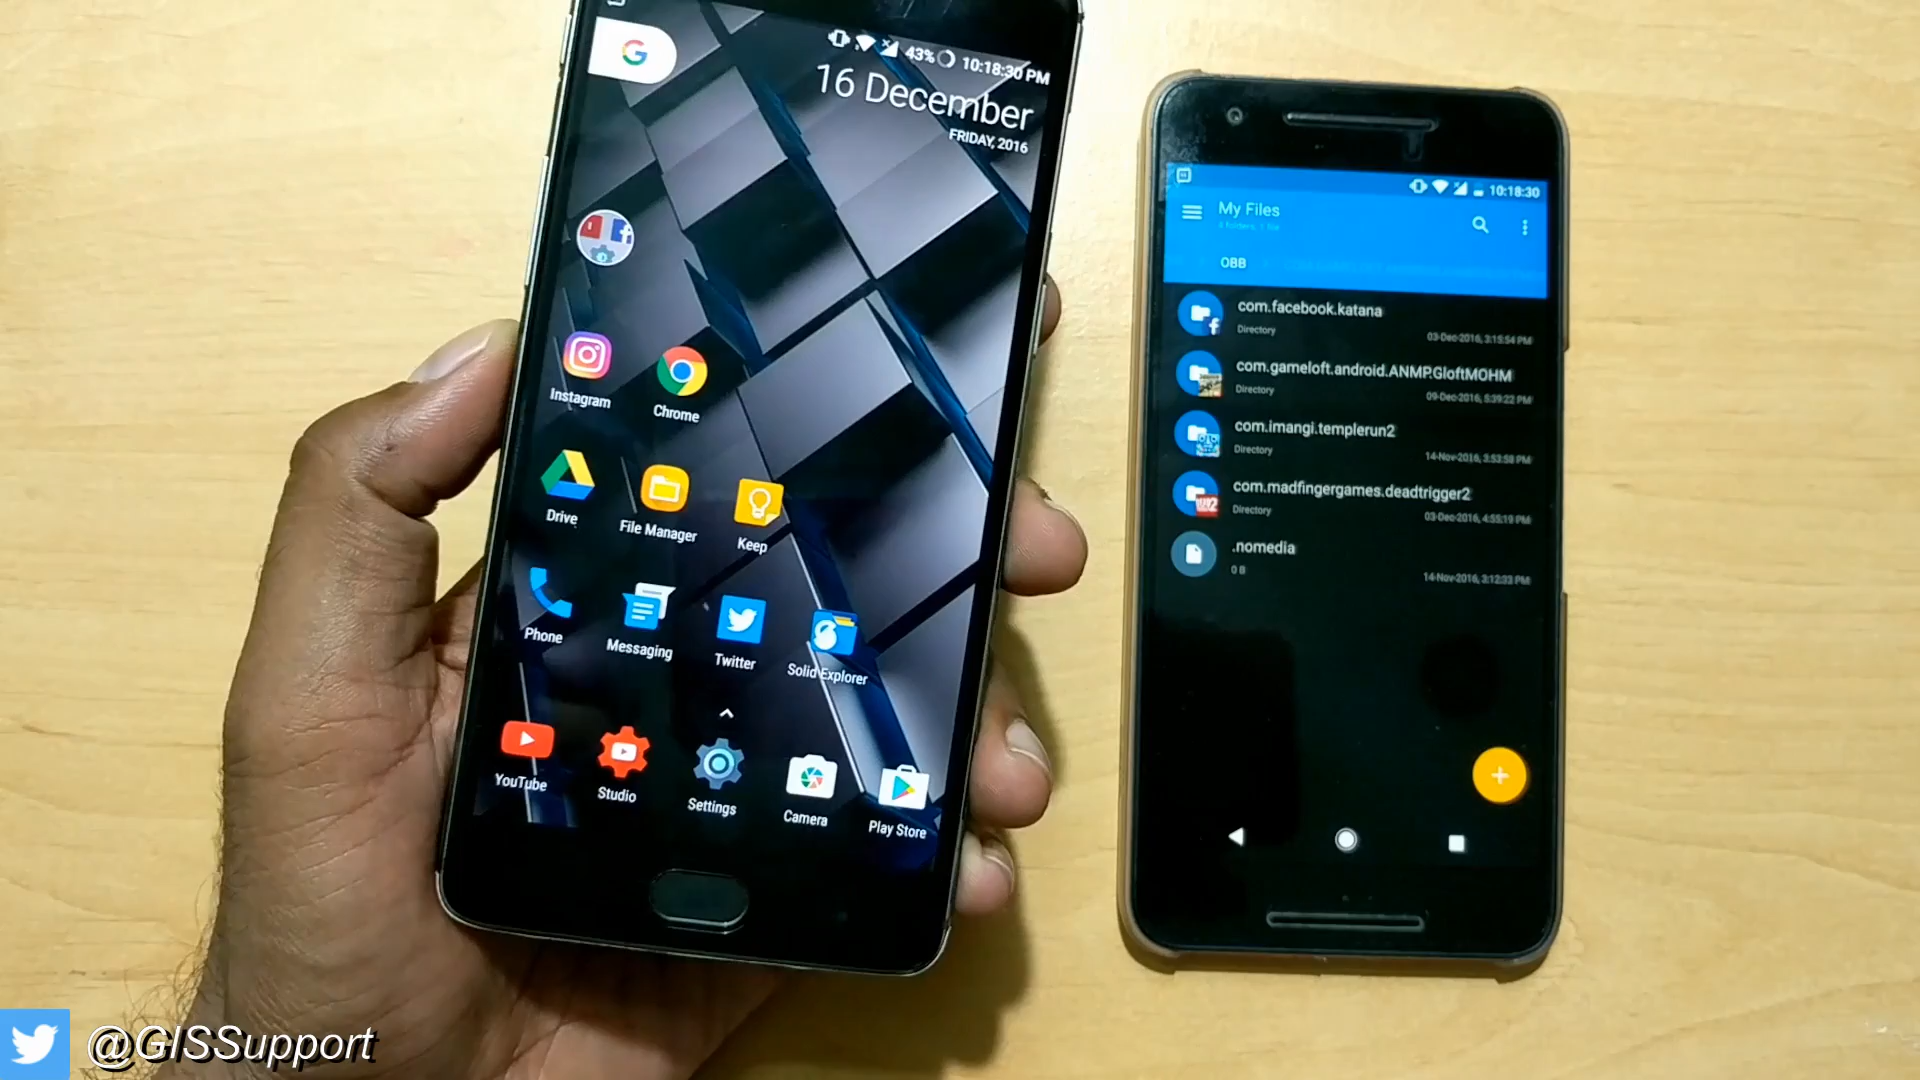 43% 10:18:30 PM
16 December
FRIDAY, 2016
Instagram
Chrome
Drive
File Manager
Keep
Phone
Messaging
Twitter
Solid Explorer
YouTube
Studio
Settings
Camera
Play Store
10:18:30
My Files
4 folders, 1 file
OBB
com.facebook.katana
Directory
03-Dec-2016, 3:15:54 PM
com.gameloft.android.ANMP.GloftMOHM
Directory
09-Dec-2016, 5:39:22 PM
com.imangi.templerun2
Directory
14-Nov-2016, 3:53:58 PM
com.madfingergames.deadtrigger2
Directory
03-Dec-2016, 4:55:19 PM
.nomedia
0 B
14-Nov-2016, 3:12:33 PM
@GISSupport